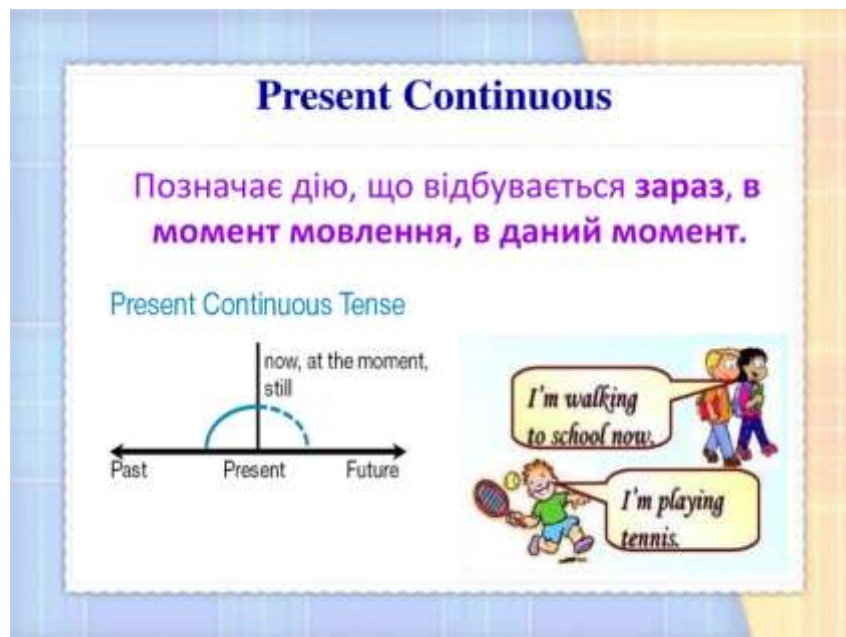 Present Continuous
Позначає дію, що відбувається зараз, в
момент мовлення, в даний момент.
Present Continuous Tense
now, at the moment,
still
Past Present Future
I'm walking
to school now.
I'm playing
tennis.